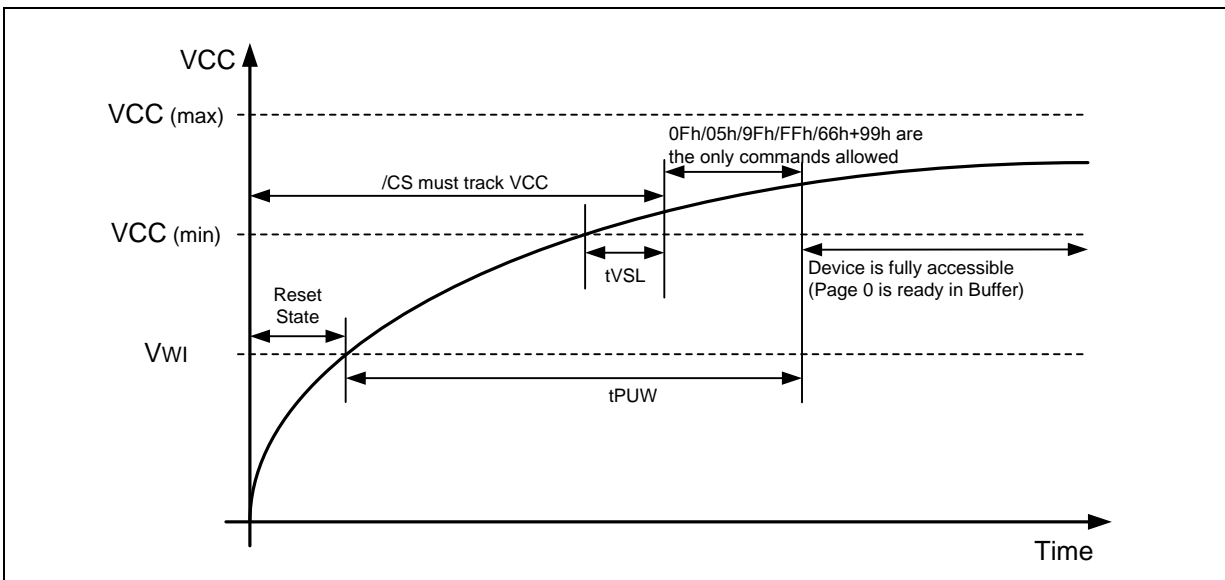 VCC
VCC (max)
0Fh/05h/9Fh/FFh/66h+99h are
the only commands allowed
/CS must track VCC
VCC (min)
tVSL
Device is fully accessible
(Page 0 is ready in Buffer)
Reset
State
VWI
tPUW
Time